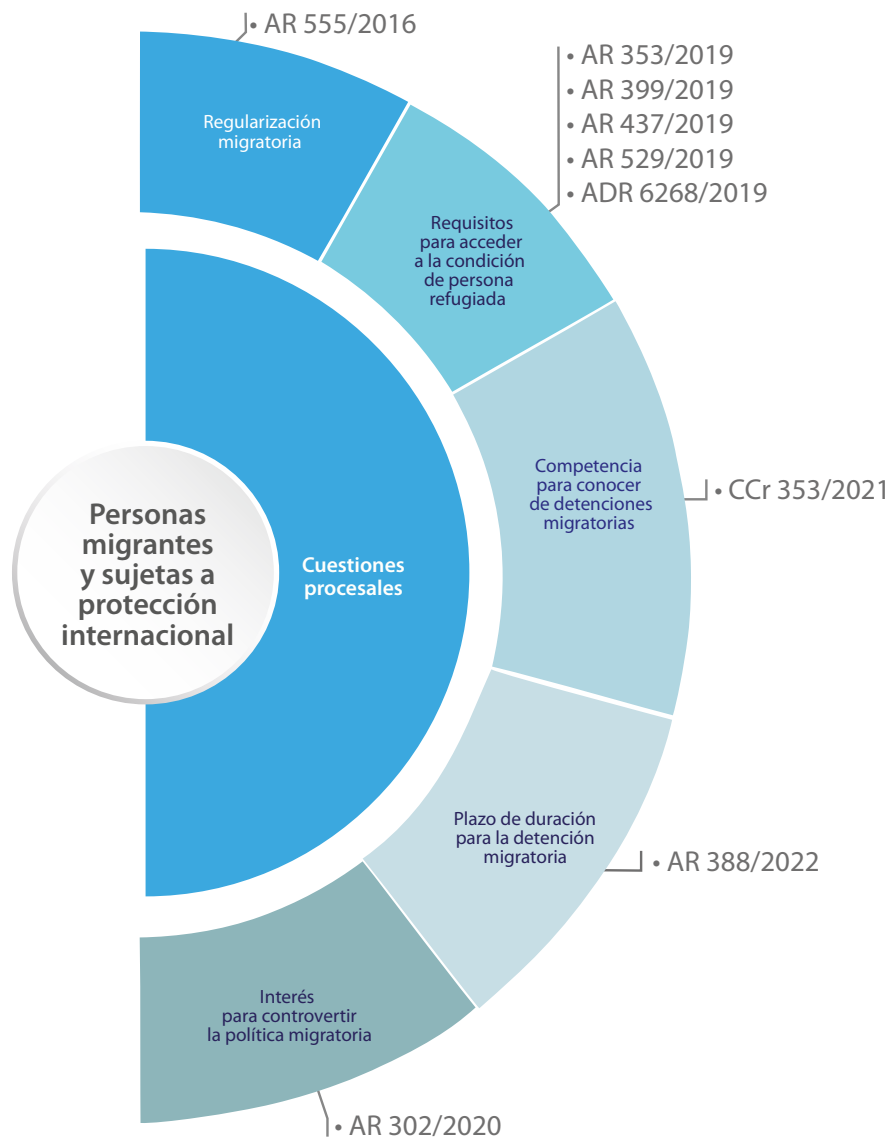 • AR 555/2016
Regularización
migratoria
• AR 353/2019
• AR 399/2019
• AR 437/2019
• AR 529/2019
• ADR 6268/2019
Requisitos
para acceder
a la condición
de persona
refugiada
Competencia
para conocer
de detenciones
migratorias
• CCr 353/2021
Personas
migrantes
y sujetas a
protección
internacional
Cuestiones
procesales
Plazo de duración
para la detención
migratoria
• AR 388/2022
Interés
para controvertir
la política migratoria
• AR 302/2020